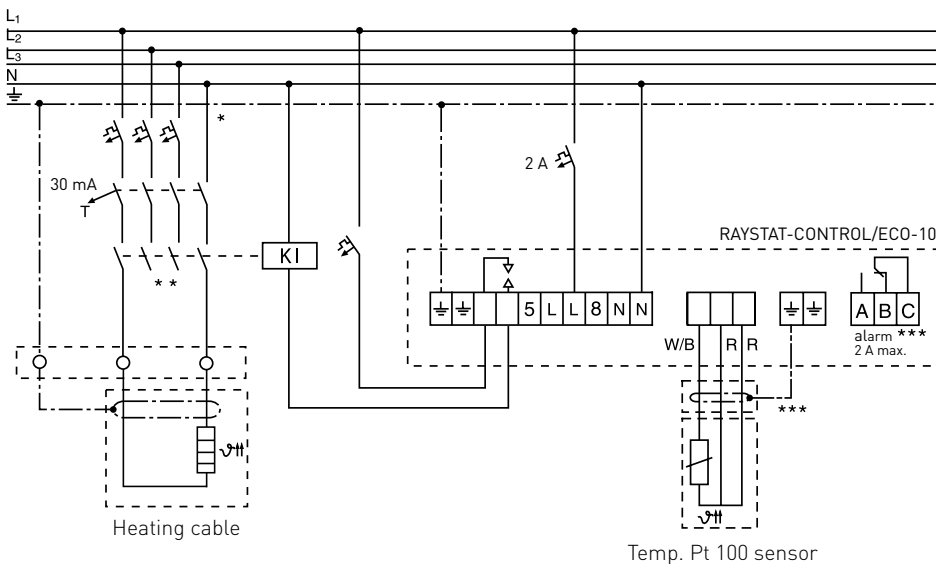 L1
L2
L3
N
*
30 mA
T
2 A
RAYSTAT-CONTROL/ECO-10
KI
* *
5 L L 8 N N
A B C
W/B R R
alarm ***
2 A max.
***
ϑ
ϑ
Heating cable
Temp. Pt 100 sensor